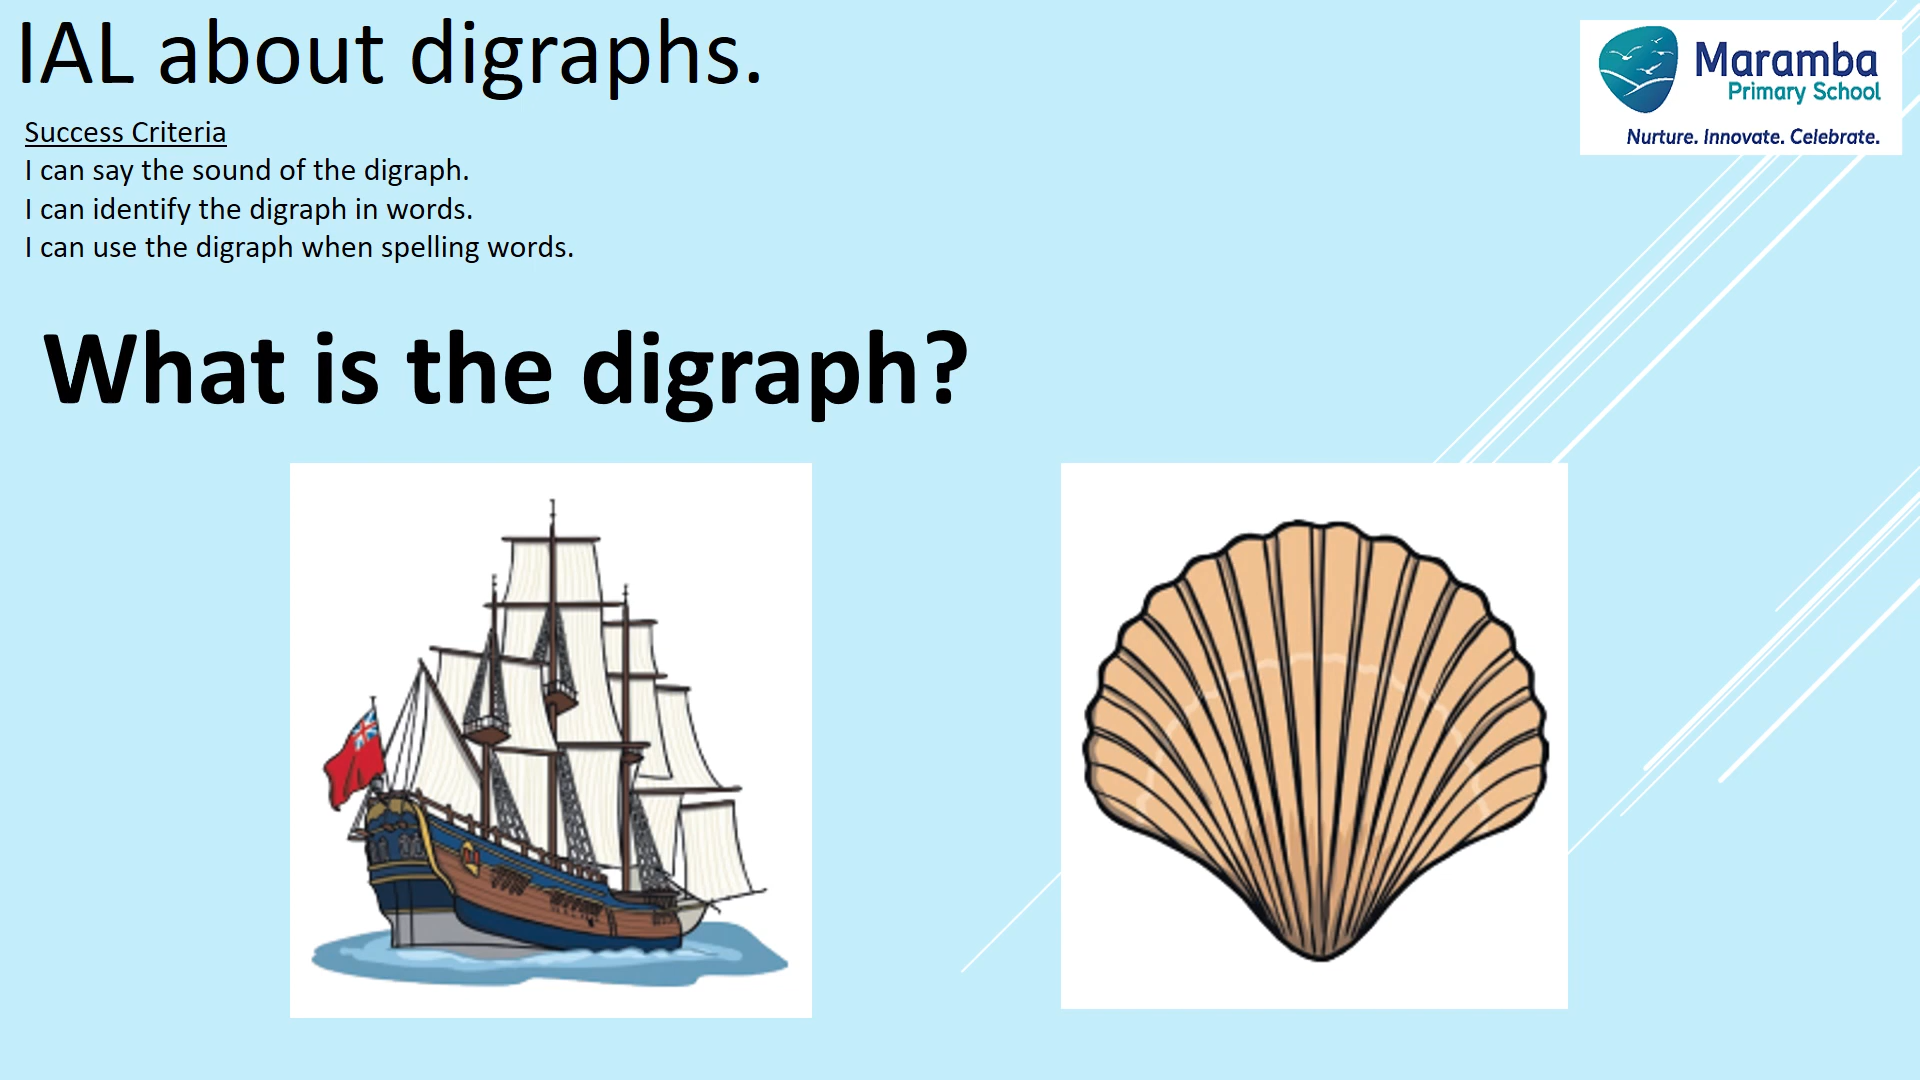 IAL about digraphs.
Maramba
Primary School
Nurture. Innovate. Celebrate.
Success Criteria
I can say the sound of the digraph.
I can identify the digraph in words.
I can use the digraph when spelling words.
What is the digraph?